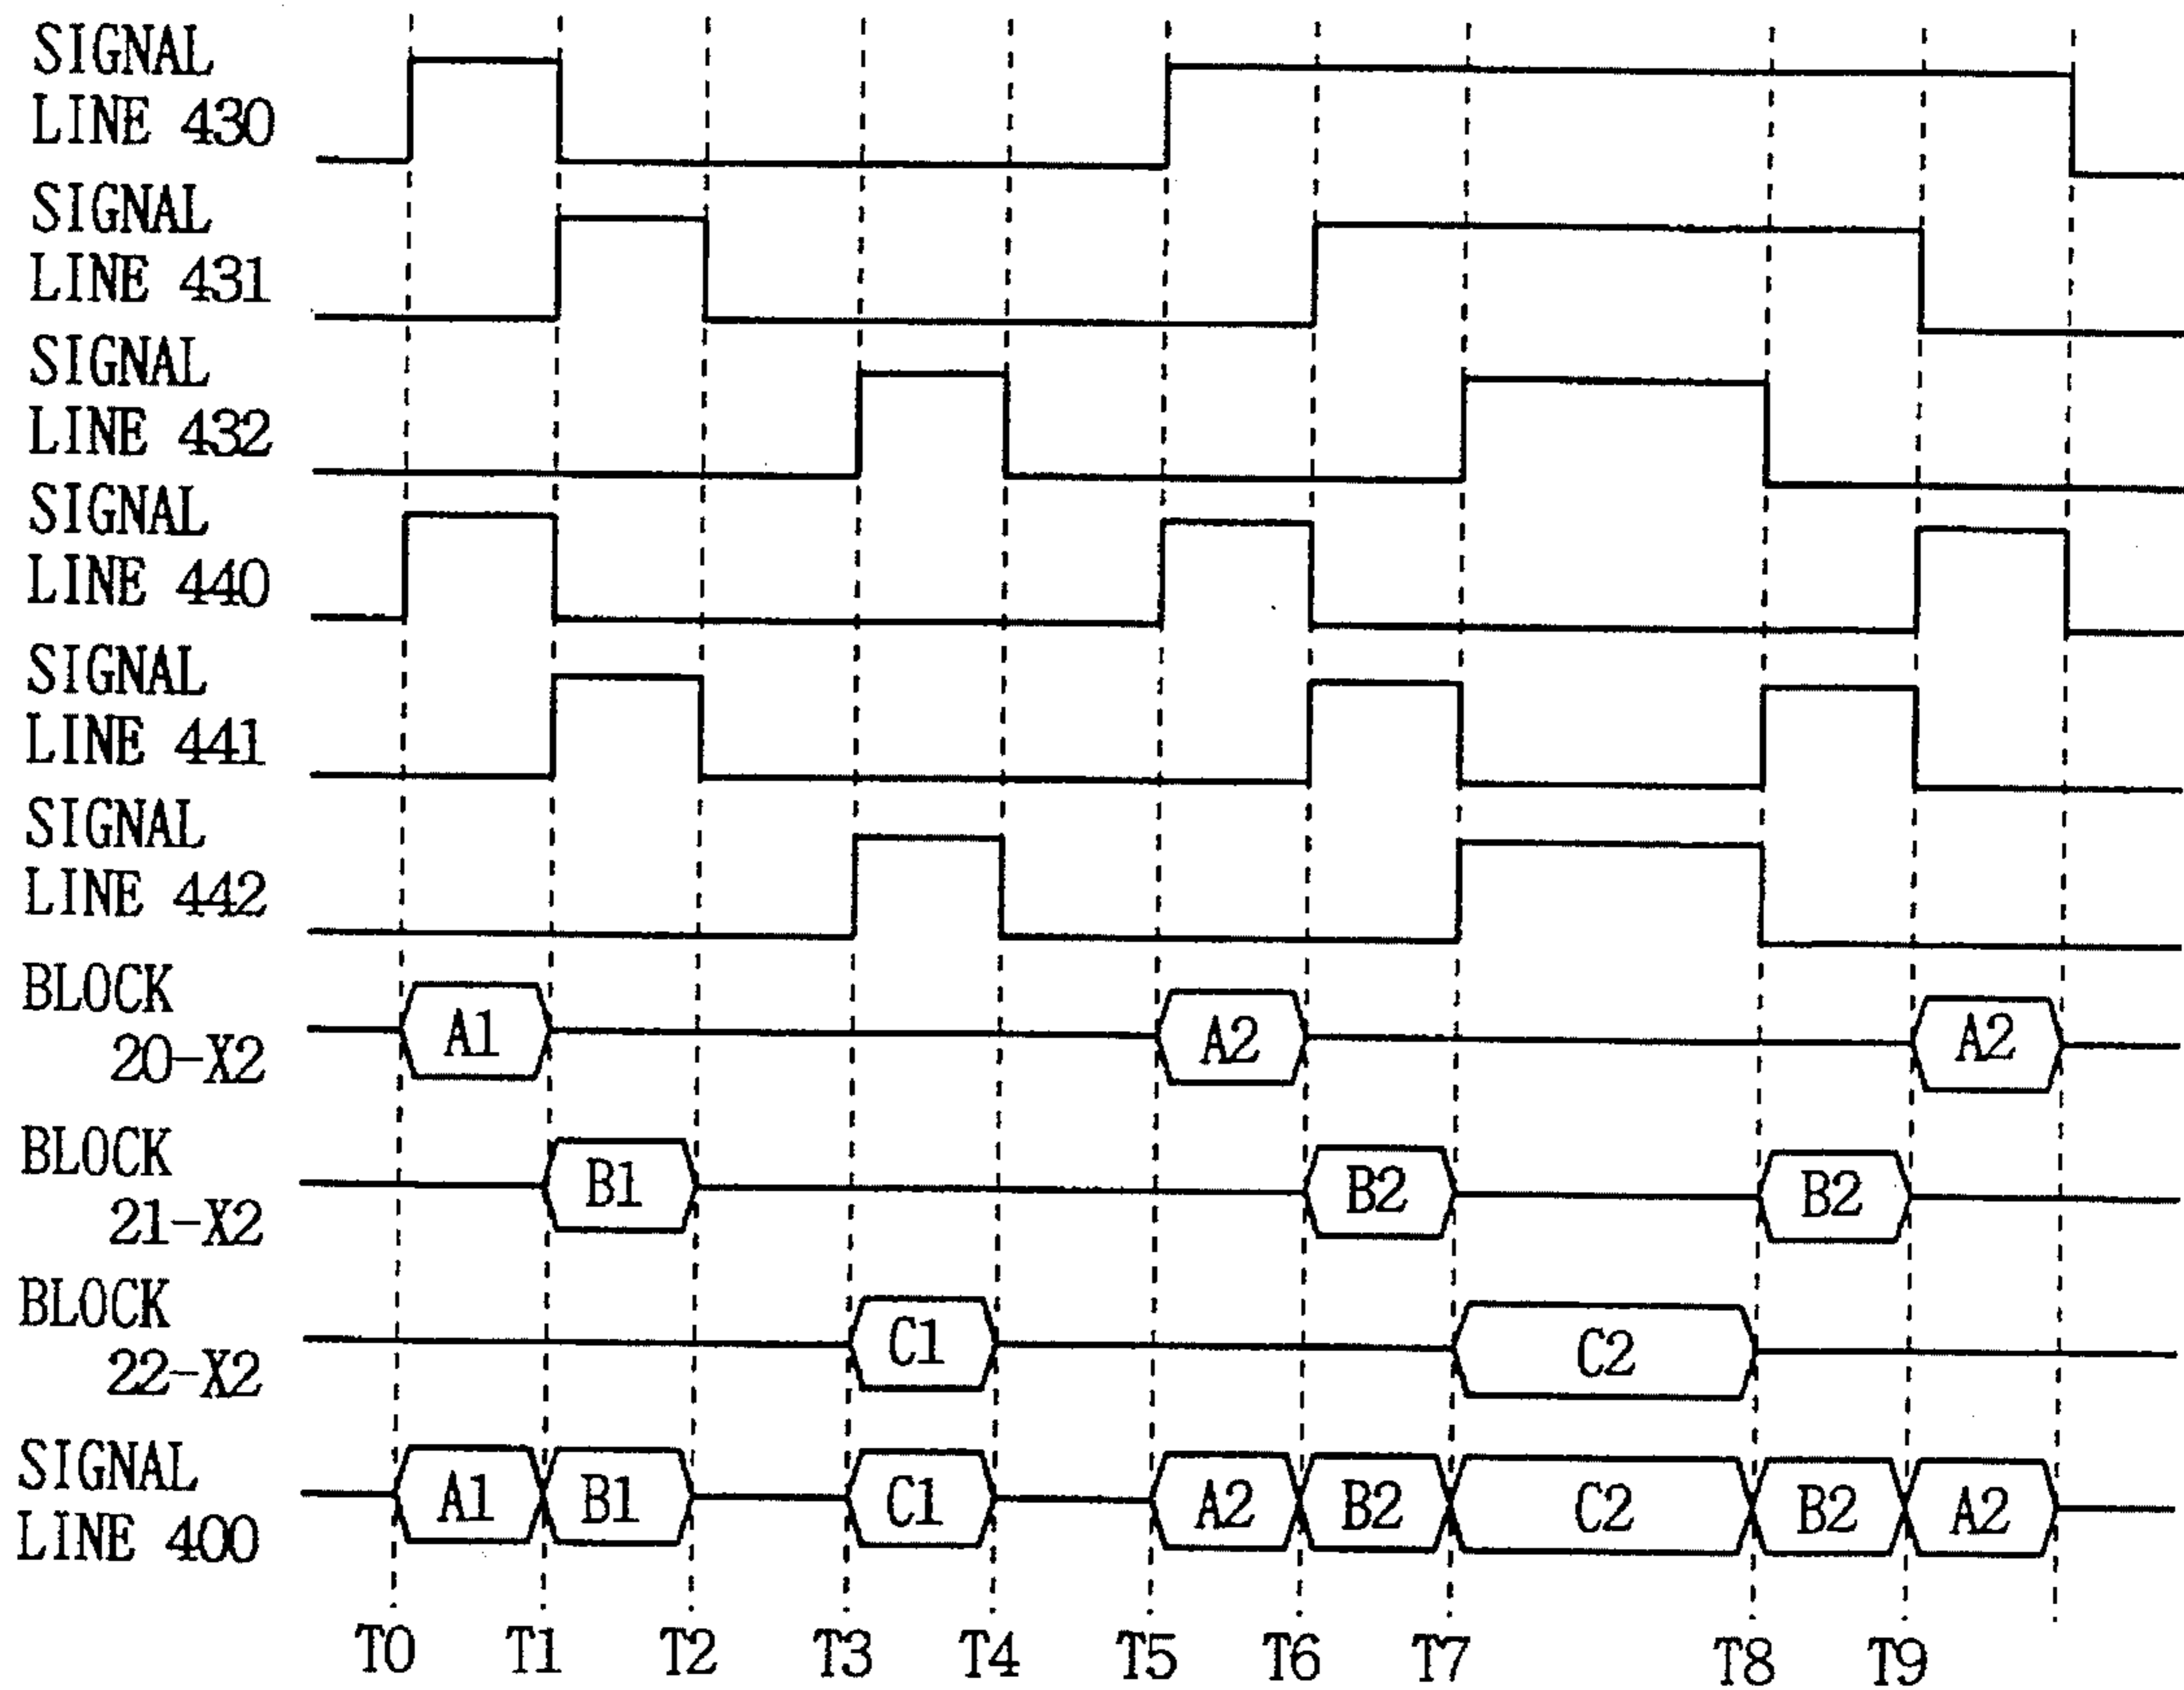 SIGNAL
LINE 430
SIGNAL
LINE 431
SIGNAL
LINE 432
SIGNAL
LINE 440
SIGNAL
LINE 441
SIGNAL
LINE 442
BLOCK
20-X2
A1 A2 A2
BLOCK
21-X2
B1 B2 B2
BLOCK
22-X2
C1 C2
SIGNAL
LINE 400
A1 B1 C1 A2 B2 C2 B2 A2
T0 T1 T2 T3 T4 T5 T6 T7 T8 T9